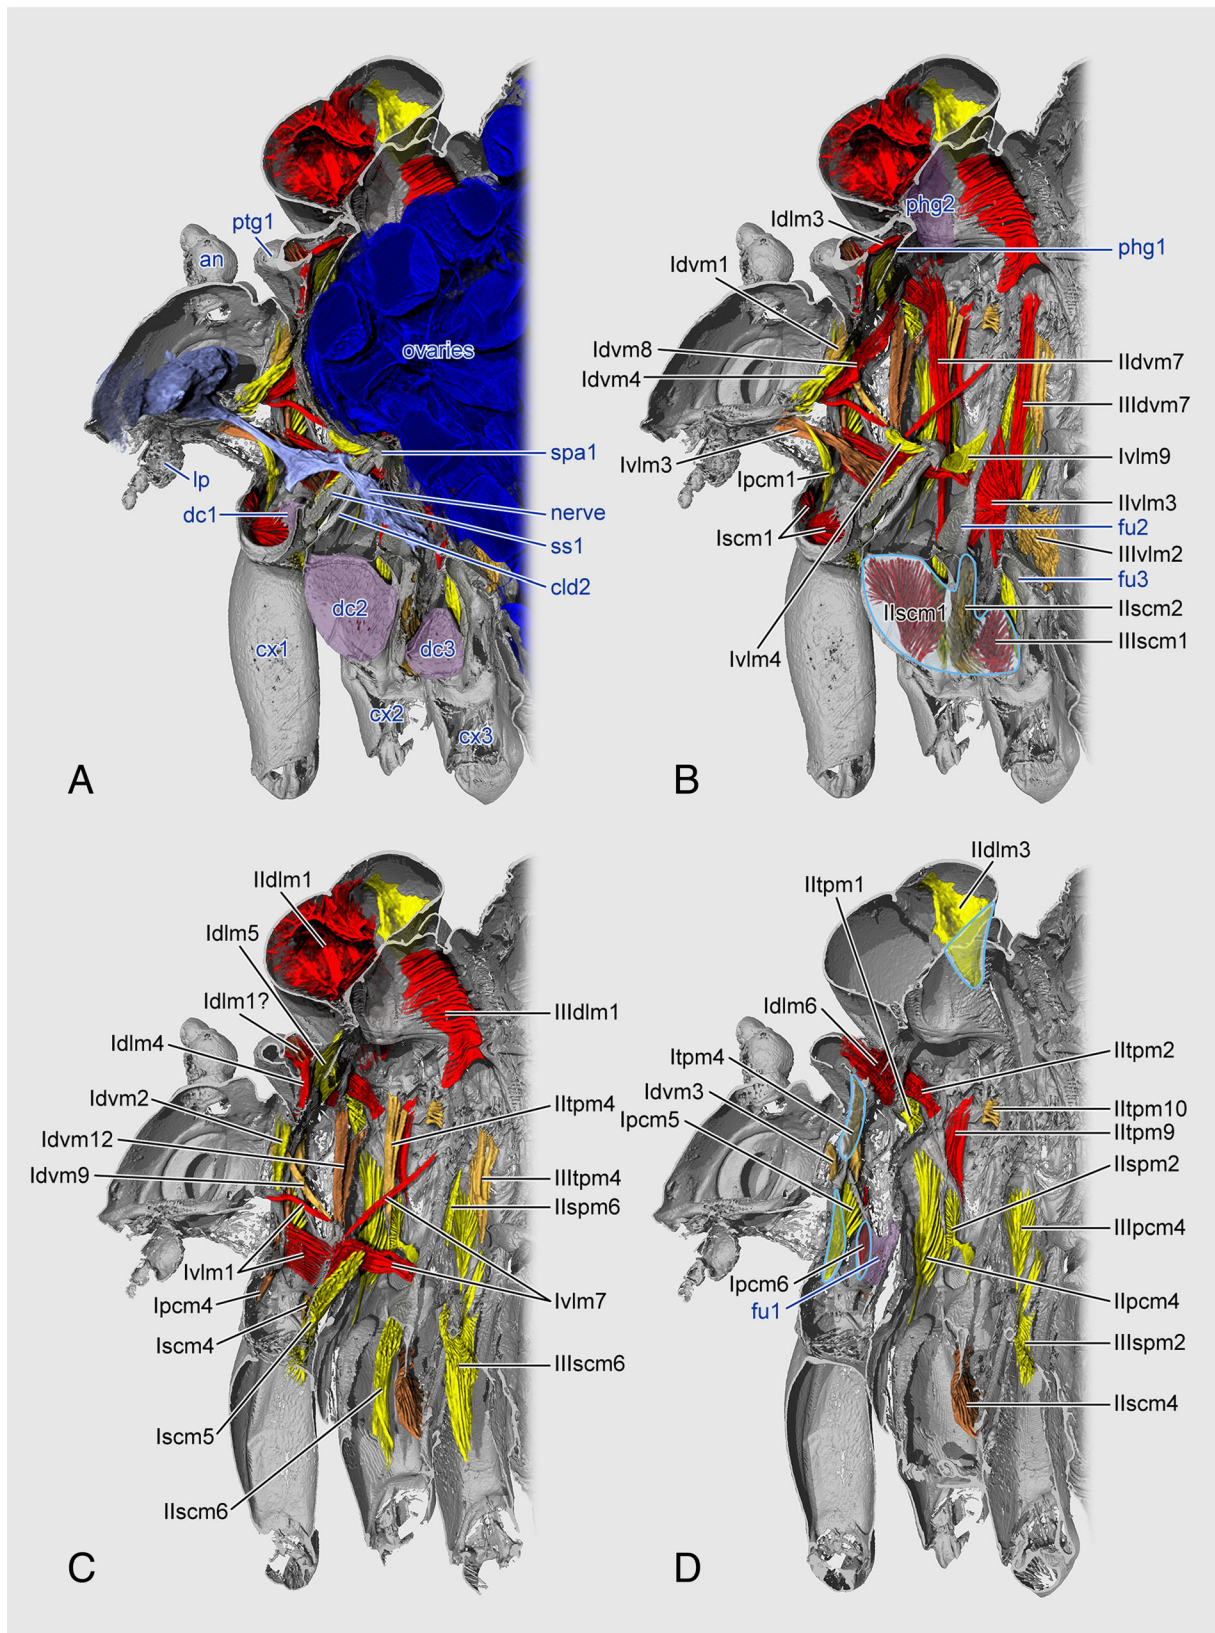 ptg1
an
ovaries
lp
dc1
spa1
nerve
ss1
cld2
dc2
dc3
cx1
cx2
cx3
A
phg2
Idlm3
phg1
Idvm1
Idvm8
Idvm4
IIdvm7
IIIdvm7
Ivlm3
Ivlm9
Ipcm1
IIvlm3
Iscm1
fu2
IIIvlm2
fu3
IIscm1
IIscm2
IIIscm1
Ivlm4
B
IIdlm1
Idlm5
Idlm1?
IIIdlm1
Idlm4
Idvm2
IItpm4
Idvm12
Idvm9
IIItpm4
IIspm6
Ivlm1
Ipcm4
Ivlm7
Iscm4
IIIscm6
Iscm5
IIscm6
C
IIdlm3
IItpm1
Idlm6
Itpm4
IItpm2
Idvm3
IItpm10
Ipcm5
IItpm9
IIspm2
IIIpcm4
Ipcm6
IIpcm4
fu1
IIIspm2
IIscm4
D